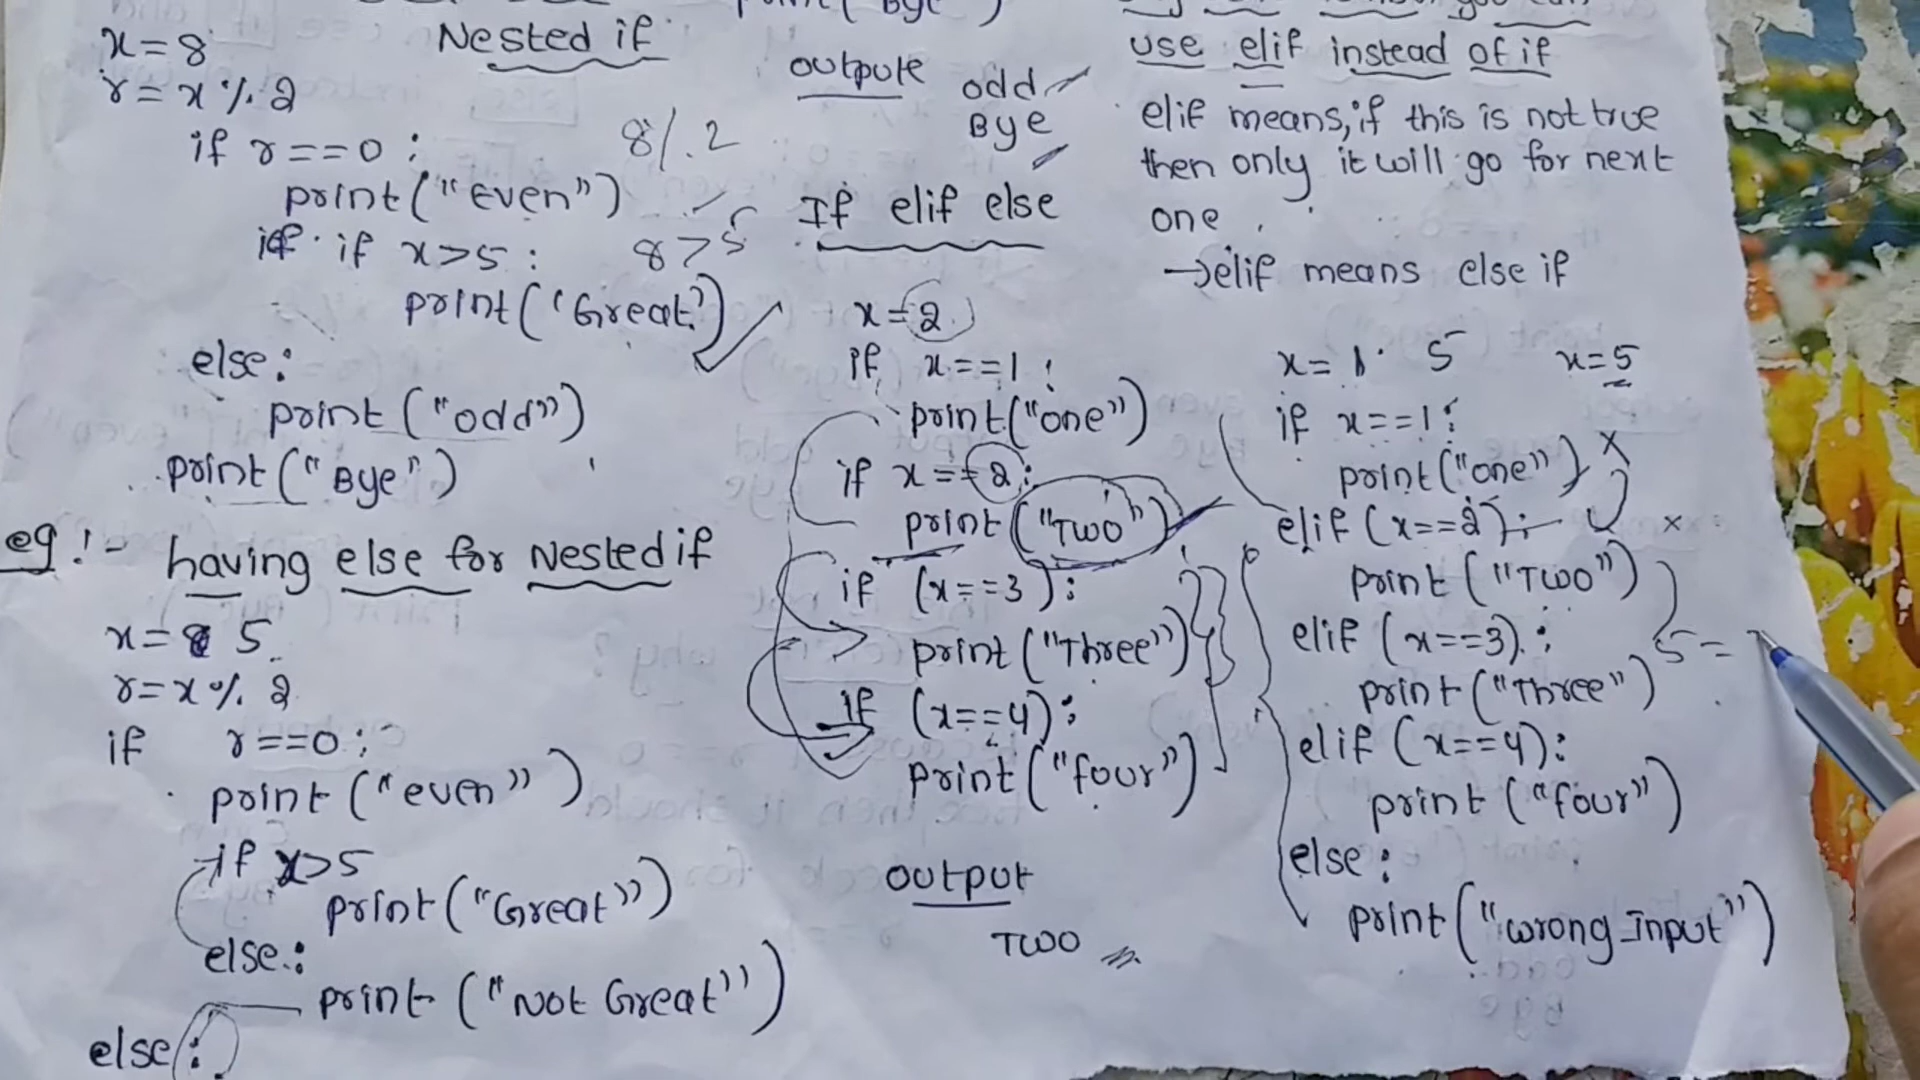 print("Bye")
x=8
Nested if
r=x%2
if r==0:
8%2
print("Even")
if x>5:
8>5
print("Great")
else:
print("odd")
print("Bye")
eg:- having else for Nested if
x= 5
r=x%2
if r==0:
print("even")
if x>5
print("Great")
else:
print("Not Great")
else:
output
odd
Bye
If elif else
x=2
if x==1:
print("one")
if x==2:
print("Two")
if (x==3):
print("Three")
if (x==4):
print("four")
output
TWO
use elif instead of if
elif means, if this is not true
then only it will go for next
one.
→elif means else if
x=1 5
x=5
if x==1:
print("one") x
elif (x==2):
x
print("Two")
elif (x==3):
5=
print("Three")
elif (x==4):
print("four")
else:
print("wrong Input")